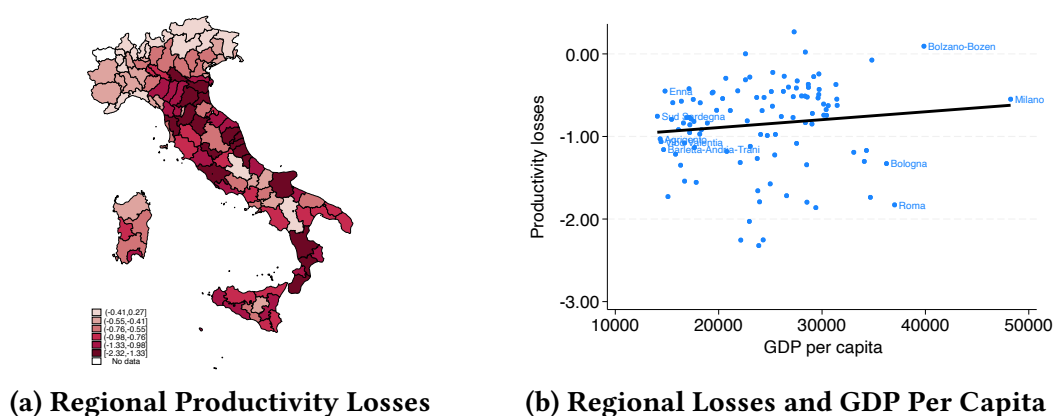 (-0.41,0.27]
(-0.55,-0.41]
(-0.76,-0.55]
(-0.98,-0.76]
(-1.33,-0.98]
[-2.32,-1.33]
No data
(a) Regional Productivity Losses
Productivity losses
0.00
-1.00
-2.00
-3.00
Bolzano-Bozen
Enna
Milano
Sud Sardegna
Agrigento
Vibo Valentia
Barletta-Andria-Trani
Bologna
Roma
10000 20000 30000 40000 50000
GDP per capita
(b) Regional Losses and GDP Per Capita